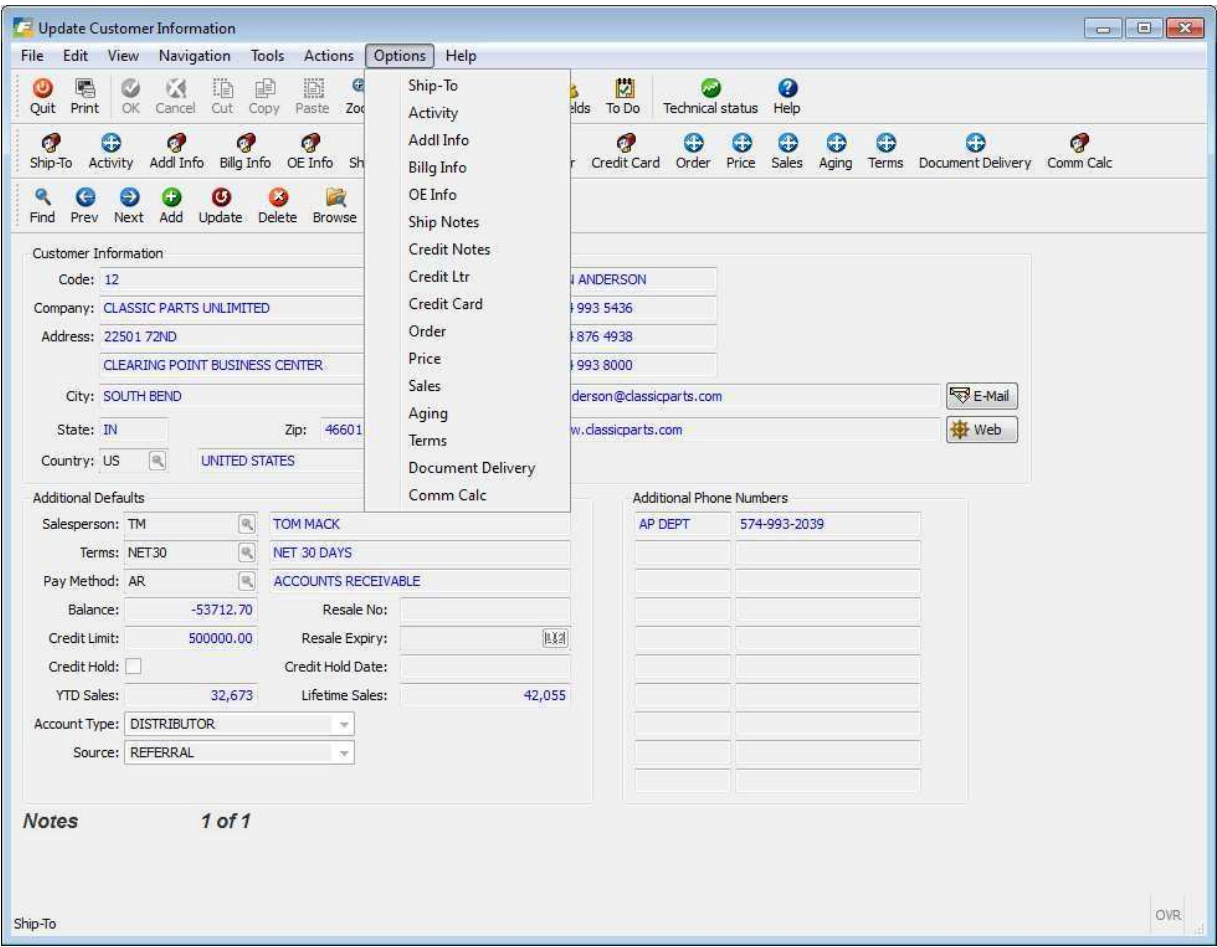 Update Customer Information
File Edit View Navigation Tools Actions Options Help
Quit Print OK Cancel Cut Copy Paste To Do Technical status Help
Ship-To Activity Addl Info Billg Info OE Info Credit Card Order Price Sales Aging Terms Document Delivery Comm Calc
Find Prev Next Add Update Delete Browse
Ship-To
Activity
Addl Info
Billg Info
OE Info
Ship Notes
Credit Notes
Credit Ltr
Credit Card
Order
Price
Sales
Aging
Terms
Document Delivery
Comm Calc
Customer Information
Code: 12 ANDERSON
Company: CLASSIC PARTS UNLIMITED 993 5436
Address: 22501 72ND 876 4938
CLEARING POINT BUSINESS CENTER 993 8000
City: SOUTH BEND derson@classicparts.com E-Mail
State: IN Zip: 46601 w.classicparts.com Web
Country: US UNITED STATES
Additional Defaults
Salesperson: TM TOM MACK
Terms: NET30 NET 30 DAYS
Pay Method: AR ACCOUNTS RECEIVABLE
Balance: -53712.70 Resale No:
Credit Limit: 500000.00 Resale Expiry:
Credit Hold: Credit Hold Date:
YTD Sales: 32,673 Lifetime Sales: 42,055
Account Type: DISTRIBUTOR
Source: REFERRAL
Additional Phone Numbers
AP DEPT 574-993-2039
Notes 1 of 1
Ship-To OVR